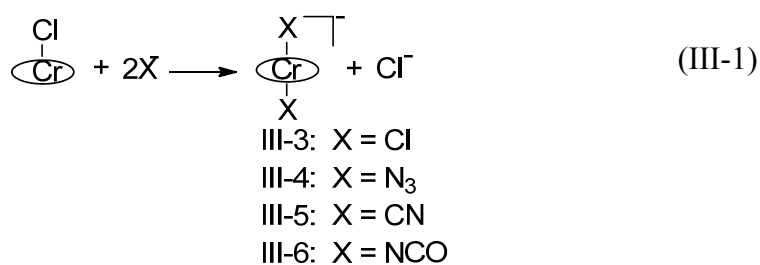 Cl
Cr + 2X⁻ ⟶ X Cr X ⁻ + Cl⁻ (III-1)
III-3: X = Cl
III-4: X = N₃
III-5: X = CN
III-6: X = NCO